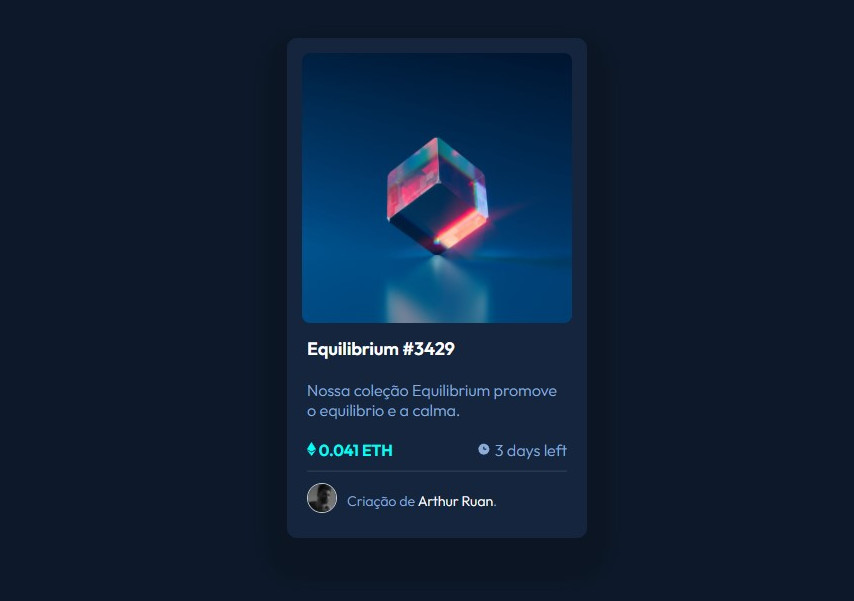 Equilibrium #3429
Nossa coleção Equilibrium promove
o equilibrio e a calma.
0.041 ETH
3 days left
Criação de Arthur Ruan.